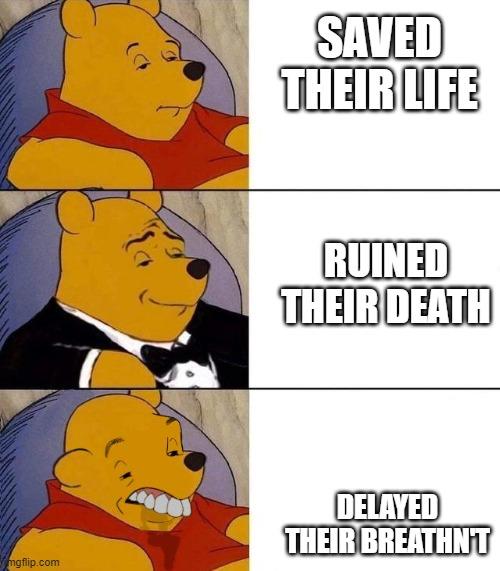 SAVED
THEIR LIFE
RUINED
THEIR DEATH
DELAYED
THEIR BREATHN'T
imgflip.com